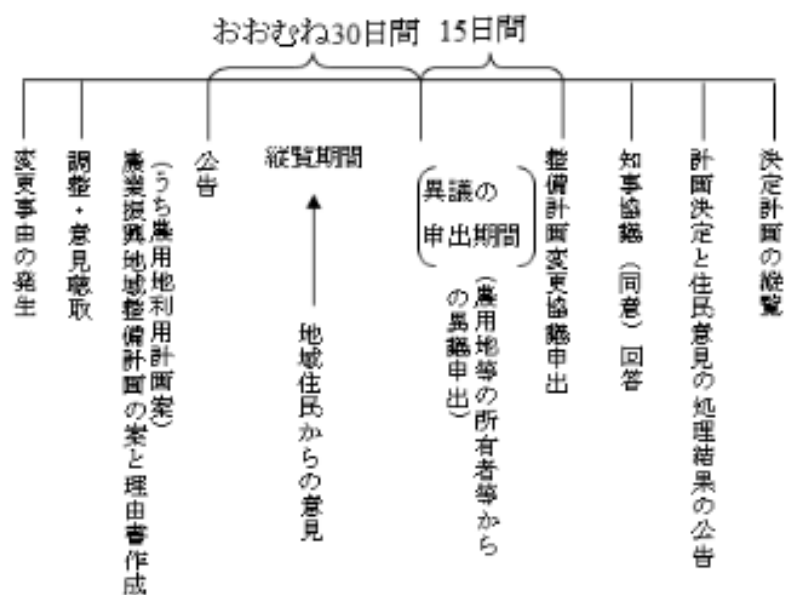 おおむね30日間
15日間
変更事由の発生
調整・意見聴取
農業振興地域整備計画の案と理由書作成
（うち農用地利用計画案）
公告
縦覧期間
地域住民からの意見
異議の
申出期間
（農用地等の所有者等から
の異議申出）
整備計画変更協議申出
知事協議（同意）回答
計画決定と住民意見の処理結果の公告
決定計画の縦覧